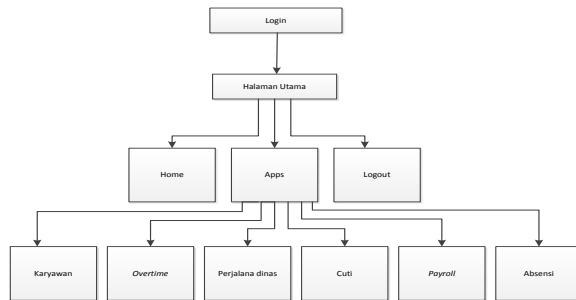 Login
Halaman Utama
Home
Apps
Logout
Karyawan
Overtime
Perjalana dinas
Cuti
Payroll
Absensi